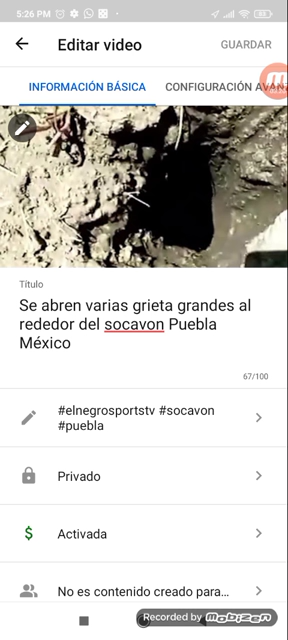 5:26 PM
Editar video
GUARDAR
INFORMACIÓN BÁSICA
CONFIGURACIÓN AVAN
Título
Se abren varias grieta grandes al
rededor del socavon Puebla
México
67/100
#elnegrosportstv #socavon
#puebla
Privado
$
Activada
No es contenido creado para...
Recorded by Mobizen